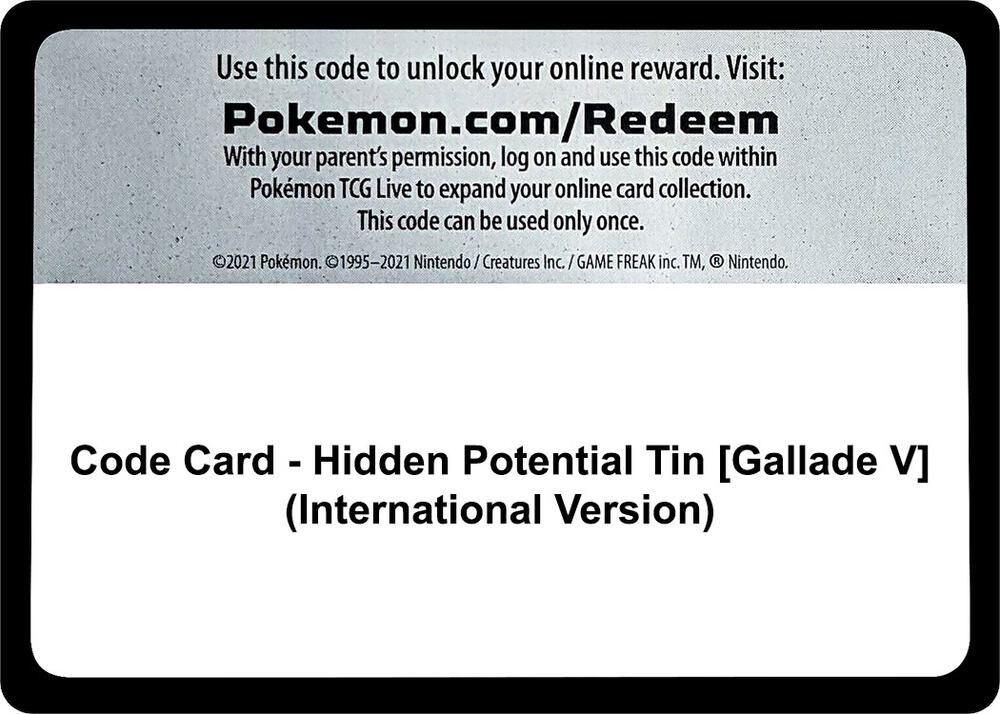 Use this code to unlock your online reward. Visit:
Pokemon.com/Redeem
With your parent's permission, log on and use this code within
Pokémon TCG Live to expand your online card collection.
This code can be used only once.
©2021 Pokémon. ©1995–2021 Nintendo / Creatures Inc. / GAME FREAK inc. TM, ® Nintendo.
Code Card - Hidden Potential Tin [Gallade V]
(International Version)